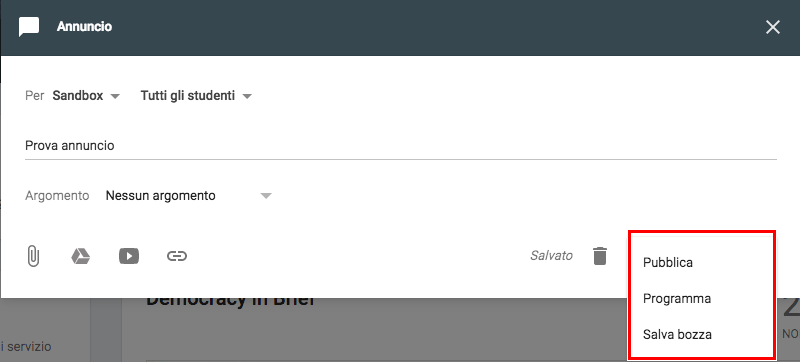 Annuncio
Per Sandbox Tutti gli studenti
Prova annuncio
Argomento Nessun argomento
Salvato
Pubblica
Programma
Salva bozza
Democracy in Brief
2
NO
i servizio